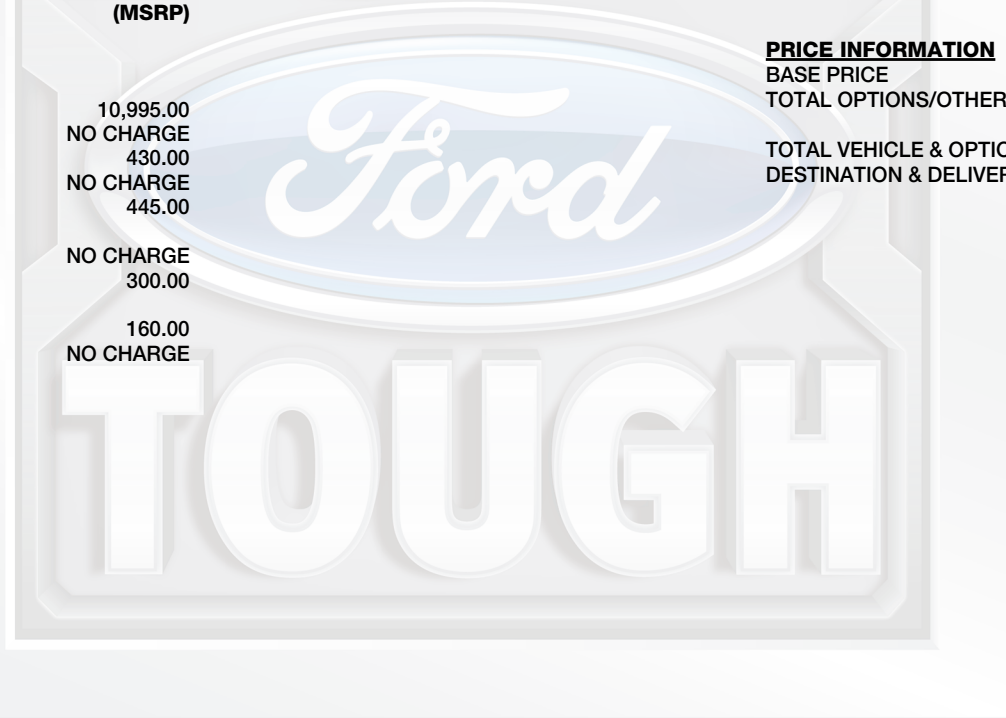 (MSRP)
10,995.00
NO CHARGE
430.00
NO CHARGE
445.00
NO CHARGE
300.00
160.00
NO CHARGE
PRICE INFORMATION
BASE PRICE
TOTAL OPTIONS/OTHER
TOTAL VEHICLE & OPTIO
DESTINATION & DELIVER
Ford
TOUGH